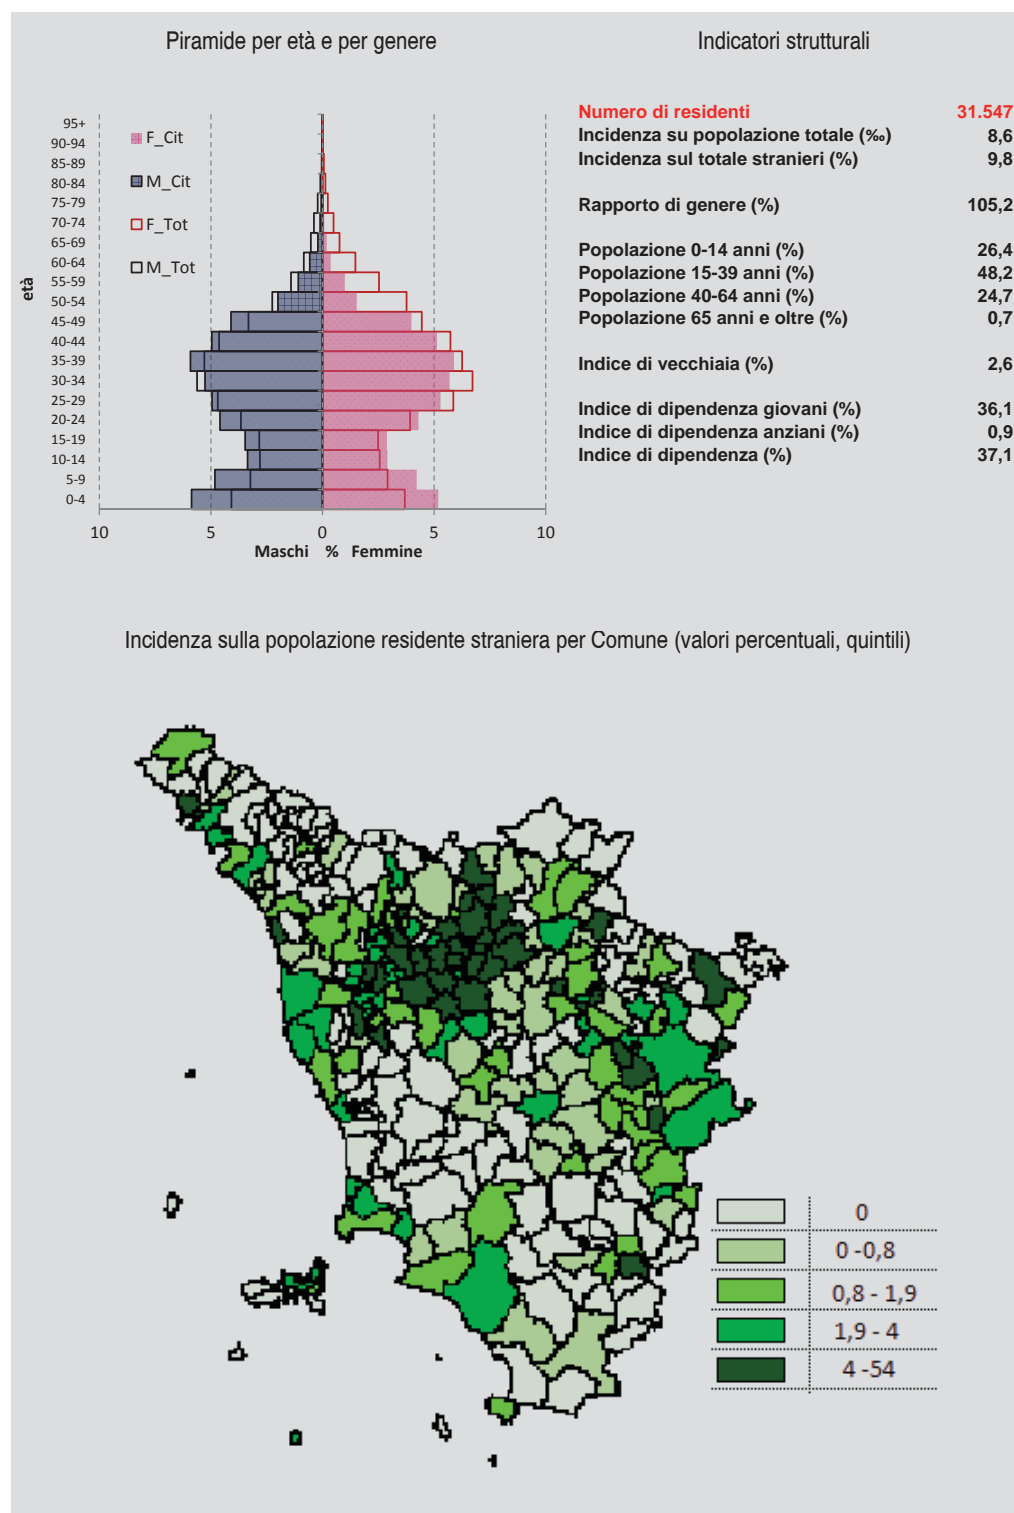 Piramide per età e per genere
Indicatori strutturali
95+
90-94
85-89
80-84
75-79
70-74
65-69
60-64
55-59
50-54
45-49
40-44
35-39
30-34
25-29
20-24
15-19
10-14
5-9
0-4
età
F_Cit
M_Cit
F_Tot
M_Tot
10 5 0 5 10
Maschi % Femmine
Numero di residenti 31.547
Incidenza su popolazione totale (‰) 8,6
Incidenza sul totale stranieri (%) 9,8
Rapporto di genere (%) 105,2
Popolazione 0-14 anni (%) 26,4
Popolazione 15-39 anni (%) 48,2
Popolazione 40-64 anni (%) 24,7
Popolazione 65 anni e oltre (%) 0,7
Indice di vecchiaia (%) 2,6
Indice di dipendenza giovani (%) 36,1
Indice di dipendenza anziani (%) 0,9
Indice di dipendenza (%) 37,1
Incidenza sulla popolazione residente straniera per Comune (valori percentuali, quintili)
0
0 -0,8
0,8 - 1,9
1,9 - 4
4 -54